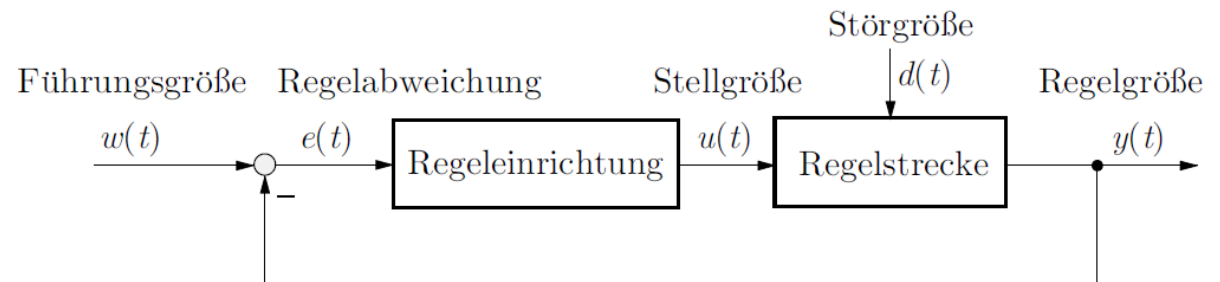 Störgröße
Führungsgröße Regelabweichung Stellgröße d(t) Regelgröße
w(t) e(t) u(t) y(t)
Regeleinrichtung Regelstrecke
–